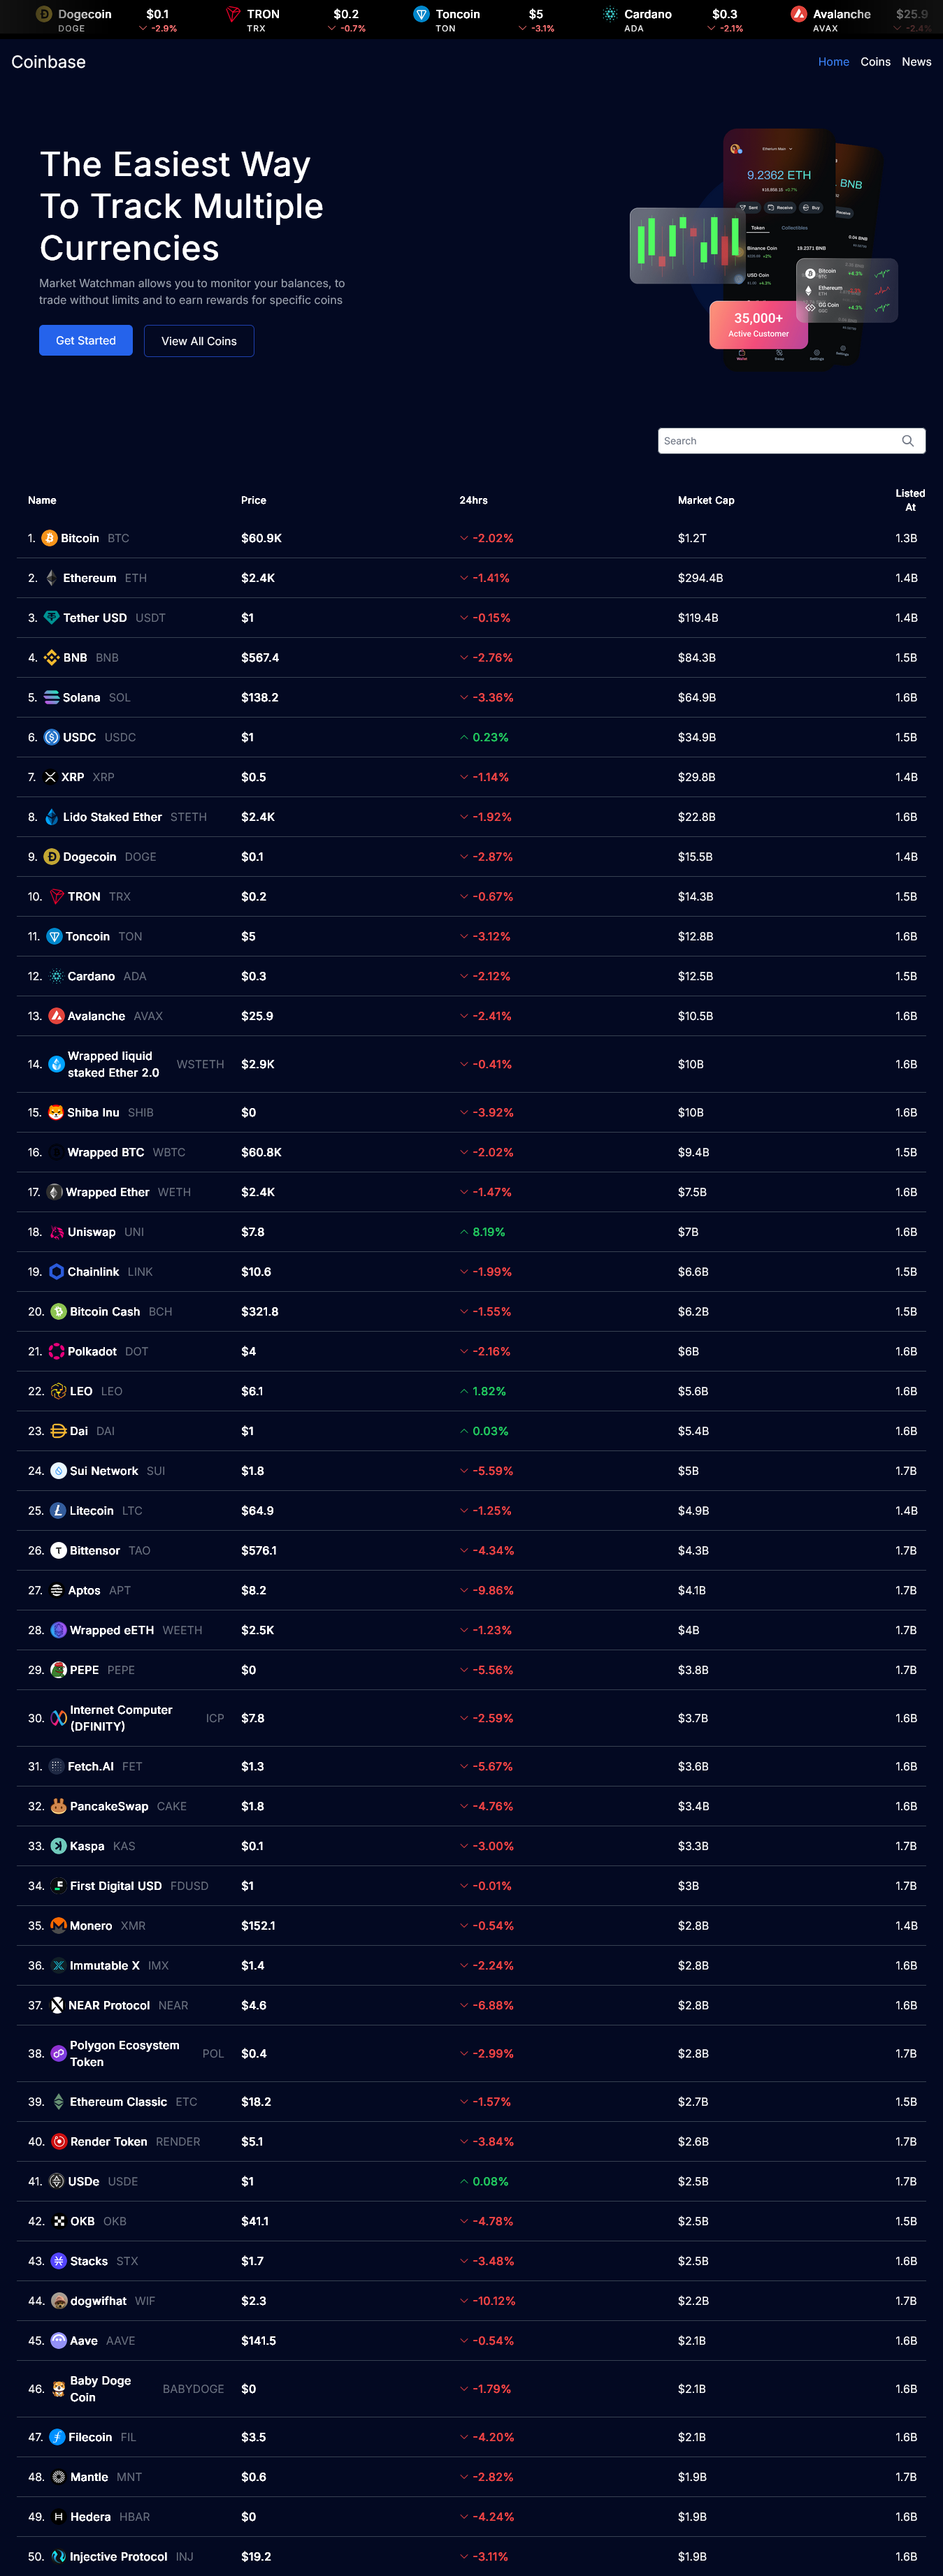 Dogecoin $0.1 TRON $0.2 Toncoin $5 Cardano $0.3 Avalanche $25.9
DOGE -2.9% TRX -0.7% TON -3.1% ADA -2.1% AVAX -2.4%
Coinbase Home Coins News
The Easiest Way
To Track Multiple
Currencies
Market Watchman allows you to monitor your balances, to
trade without limits and to earn rewards for specific coins
Get Started View All Coins
Ethereum Main
9.2362 ETH
BNB
Sent Receive Buy
Token Collectibles
Binance Coin 19.2371 BNB
USD Coin
Bitcoin +4.3%
BTC
Ethereum
ETH
GG Coin +4.3%
GGC
35,000+
Active Customer
Wallet Swap Settings
Search
Name Price 24hrs Market Cap Listed
At
1. Bitcoin BTC $60.9K -2.02% $1.2T 1.3B
2. Ethereum ETH $2.4K -1.41% $294.4B 1.4B
3. Tether USD USDT $1 -0.15% $119.4B 1.4B
4. BNB BNB $567.4 -2.76% $84.3B 1.5B
5. Solana SOL $138.2 -3.36% $64.9B 1.6B
6. USDC USDC $1 0.23% $34.9B 1.5B
7. XRP XRP $0.5 -1.14% $29.8B 1.4B
8. Lido Staked Ether STETH $2.4K -1.92% $22.8B 1.6B
9. Dogecoin DOGE $0.1 -2.87% $15.5B 1.4B
10. TRON TRX $0.2 -0.67% $14.3B 1.5B
11. Toncoin TON $5 -3.12% $12.8B 1.6B
12. Cardano ADA $0.3 -2.12% $12.5B 1.5B
13. Avalanche AVAX $25.9 -2.41% $10.5B 1.6B
14. Wrapped liquid
staked Ether 2.0 WSTETH $2.9K -0.41% $10B 1.6B
15. Shiba Inu SHIB $0 -3.92% $10B 1.6B
16. Wrapped BTC WBTC $60.8K -2.02% $9.4B 1.5B
17. Wrapped Ether WETH $2.4K -1.47% $7.5B 1.6B
18. Uniswap UNI $7.8 8.19% $7B 1.6B
19. Chainlink LINK $10.6 -1.99% $6.6B 1.5B
20. Bitcoin Cash BCH $321.8 -1.55% $6.2B 1.5B
21. Polkadot DOT $4 -2.16% $6B 1.6B
22. LEO LEO $6.1 1.82% $5.6B 1.6B
23. Dai DAI $1 0.03% $5.4B 1.6B
24. Sui Network SUI $1.8 -5.59% $5B 1.7B
25. Litecoin LTC $64.9 -1.25% $4.9B 1.4B
26. Bittensor TAO $576.1 -4.34% $4.3B 1.7B
27. Aptos APT $8.2 -9.86% $4.1B 1.7B
28. Wrapped eETH WEETH $2.5K -1.23% $4B 1.7B
29. PEPE PEPE $0 -5.56% $3.8B 1.7B
30. Internet Computer
(DFINITY) ICP $7.8 -2.59% $3.7B 1.6B
31. Fetch.AI FET $1.3 -5.67% $3.6B 1.6B
32. PancakeSwap CAKE $1.8 -4.76% $3.4B 1.6B
33. Kaspa KAS $0.1 -3.00% $3.3B 1.7B
34. First Digital USD FDUSD $1 -0.01% $3B 1.7B
35. Monero XMR $152.1 -0.54% $2.8B 1.4B
36. Immutable X IMX $1.4 -2.24% $2.8B 1.6B
37. NEAR Protocol NEAR $4.6 -6.88% $2.8B 1.6B
38. Polygon Ecosystem
Token POL $0.4 -2.99% $2.8B 1.7B
39. Ethereum Classic ETC $18.2 -1.57% $2.7B 1.5B
40. Render Token RENDER $5.1 -3.84% $2.6B 1.7B
41. USDe USDE $1 0.08% $2.5B 1.7B
42. OKB OKB $41.1 -4.78% $2.5B 1.5B
43. Stacks STX $1.7 -3.48% $2.5B 1.6B
44. dogwifhat WIF $2.3 -10.12% $2.2B 1.7B
45. Aave AAVE $141.5 -0.54% $2.1B 1.6B
46. Baby Doge
Coin BABYDOGE $0 -1.79% $2.1B 1.6B
47. Filecoin FIL $3.5 -4.20% $2.1B 1.6B
48. Mantle MNT $0.6 -2.82% $1.9B 1.7B
49. Hedera HBAR $0 -4.24% $1.9B 1.6B
50. Injective Protocol INJ $19.2 -3.11% $1.9B 1.6B